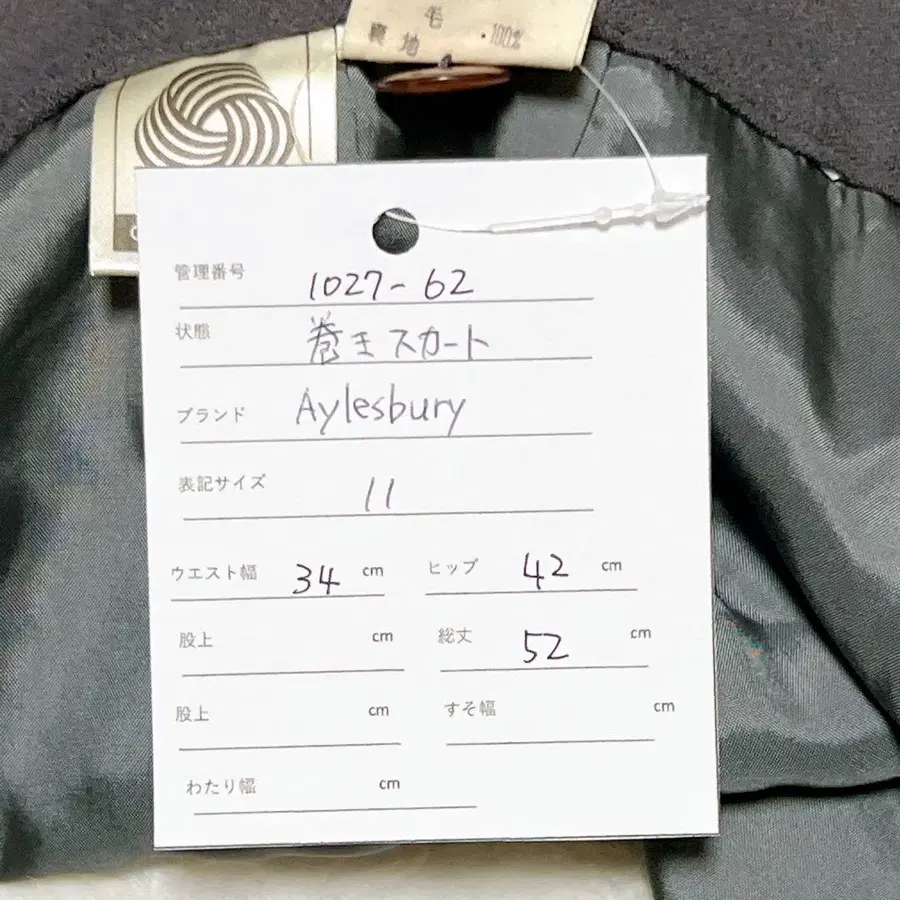 毛
裏地 ・100%
管理番号 1027-62
状態 巻きスカート
ブランド Aylesbury
表記サイズ 11
ウエスト幅 34 cm ヒップ 42 cm
股上 cm 総丈 52 cm
股上 cm すそ幅 cm
わたり幅 cm